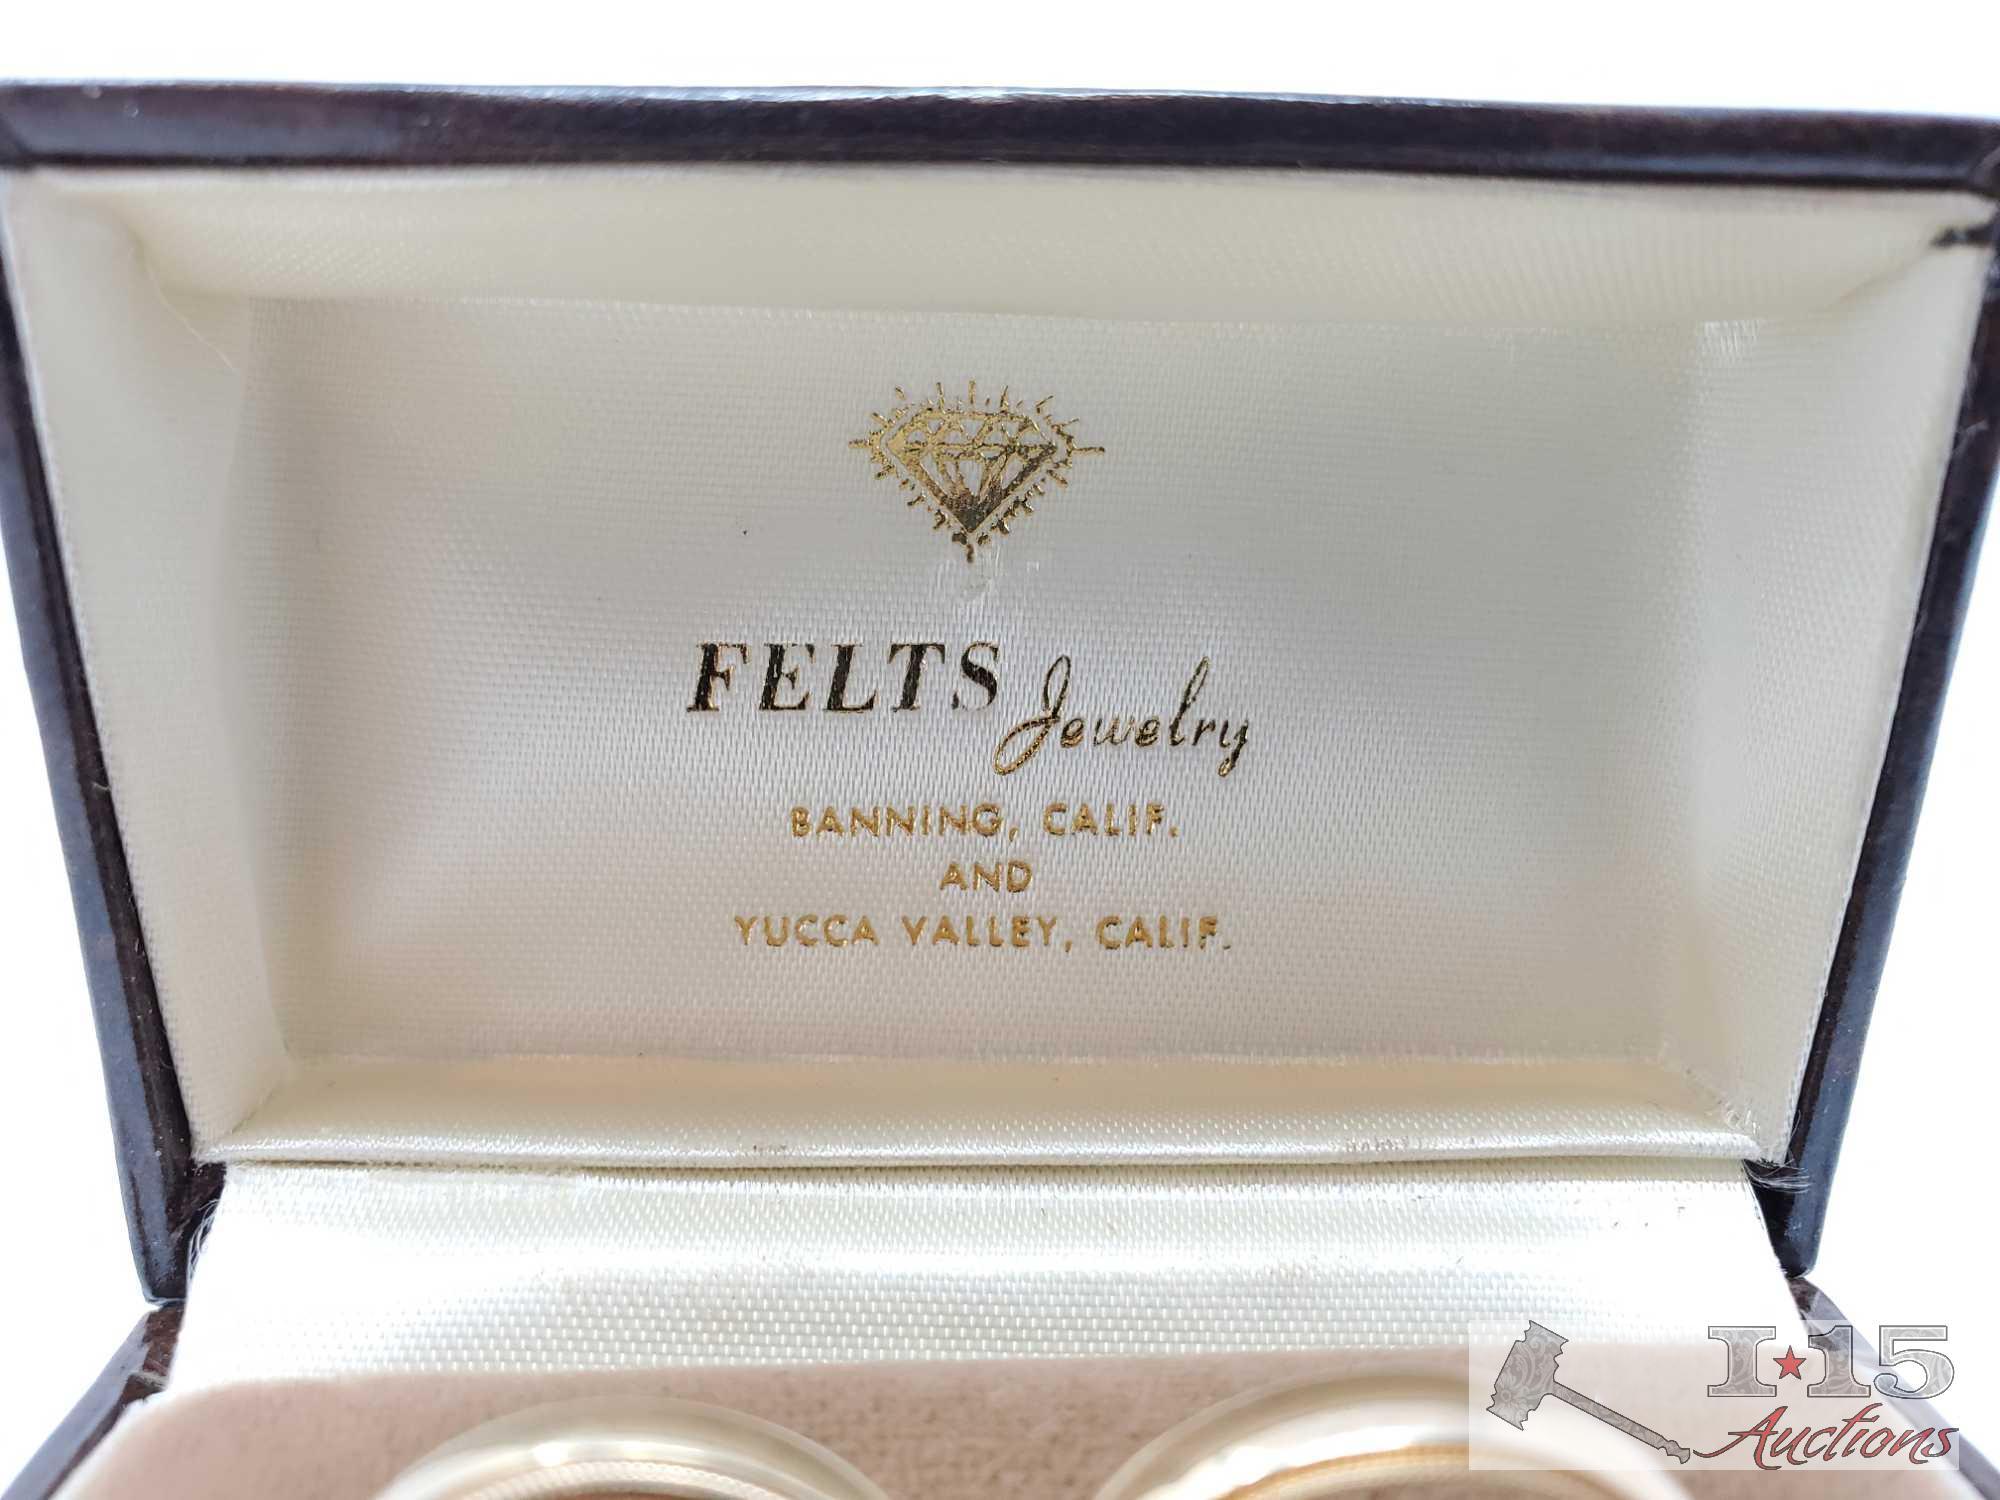 FELTS Jewelry
BANNING, CALIF.
AND
YUCCA VALLEY, CALIF.
I★15
Auctions